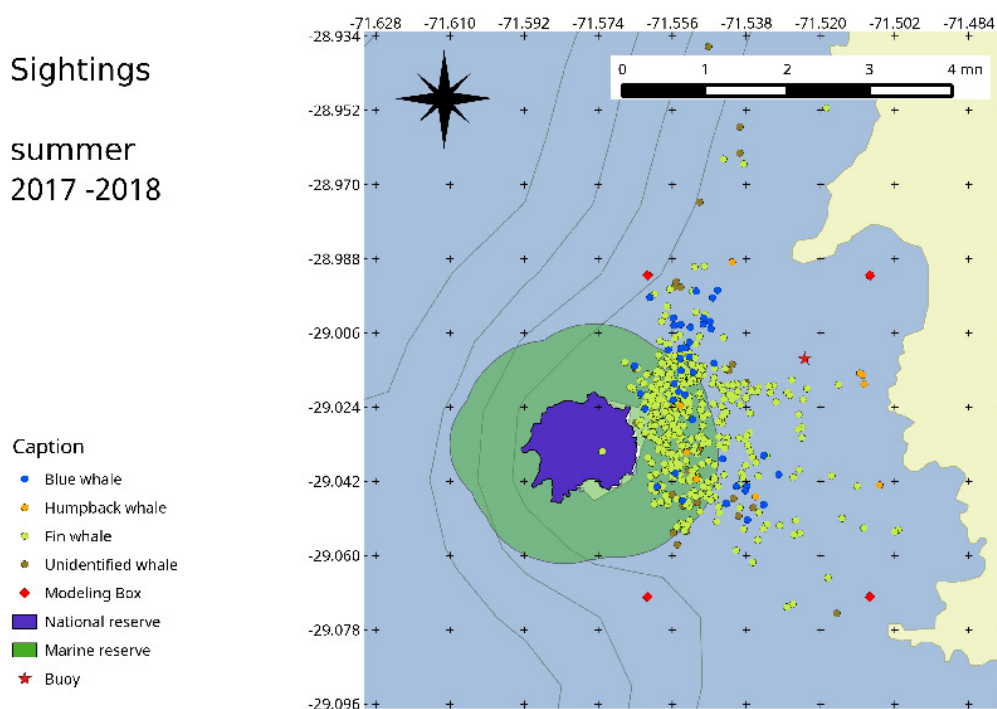 -71.628 -71.610 -71.592 -71.574 -71.556 -71.538 -71.520 -71.502 -71.484
Sightings
summer
2017 -2018
0 1 2 3 4 mn
-28.934
-28.952
-28.970
-28.988
-29.006
-29.024
-29.042
-29.060
-29.078
-29.096
Caption
Blue whale
Humpback whale
Fin whale
Unidentified whale
Modeling Box
National reserve
Marine reserve
Buoy